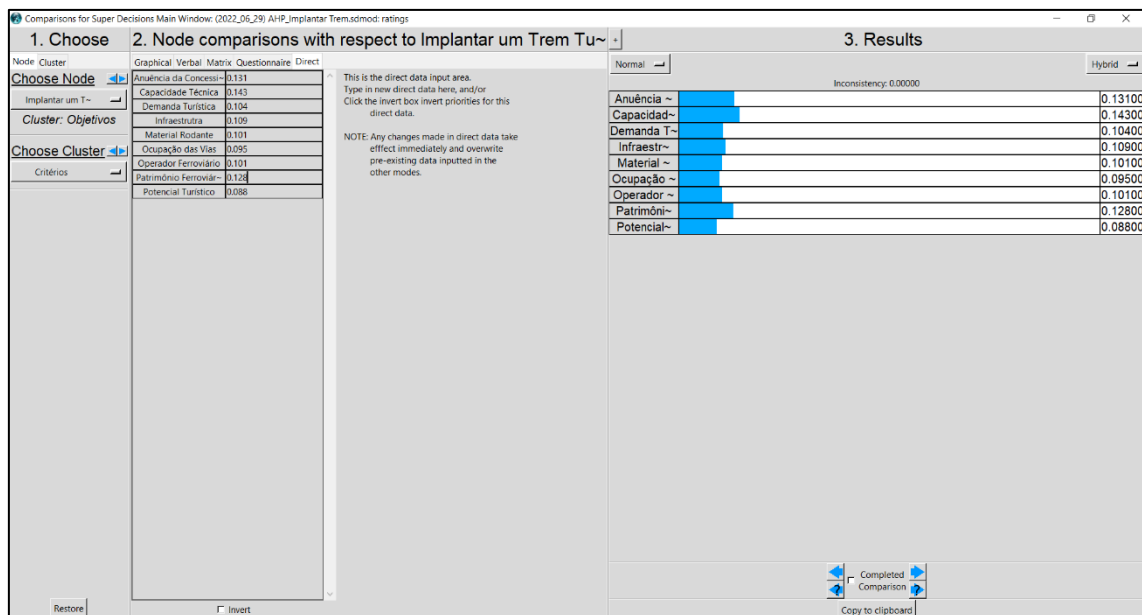 Comparisons for Super Decisions Main Window: (2022_06_29) AHP_Implantar Trem.sdmod: ratings
1. Choose
Node Cluster
Choose Node
Implantar um T~
Cluster: Objetivos
Choose Cluster
Critérios
Restore
2. Node comparisons with respect to Implantar um Trem Tu~
+
Graphical Verbal Matrix Questionnaire Direct
Anuência da Concessi~ 0.131
Capacidade Técnica 0.143
Demanda Turística 0.104
Infraestrutra 0.109
Material Rodante 0.101
Ocupação das Vias 0.095
Operador Ferroviário 0.101
Patrimônio Ferroviár~ 0.128
Potencial Turístico 0.088
This is the direct data input area.
Type in new direct data here, and/or
Click the invert box invert priorities for this
direct data.
NOTE: Any changes made in direct data take
efffect immediately and overwrite
pre-existing data inputted in the
other modes.
Invert
3. Results
Normal
Hybrid
Inconsistency: 0.00000
Anuência ~ 0.13100
Capacidad~ 0.14300
Demanda T~ 0.10400
Infraestr~ 0.10900
Material ~ 0.10100
Ocupação ~ 0.09500
Operador ~ 0.10100
Patrimôni~ 0.12800
Potencial~ 0.08800
Completed
Comparison
? ?
Copy to clipboard